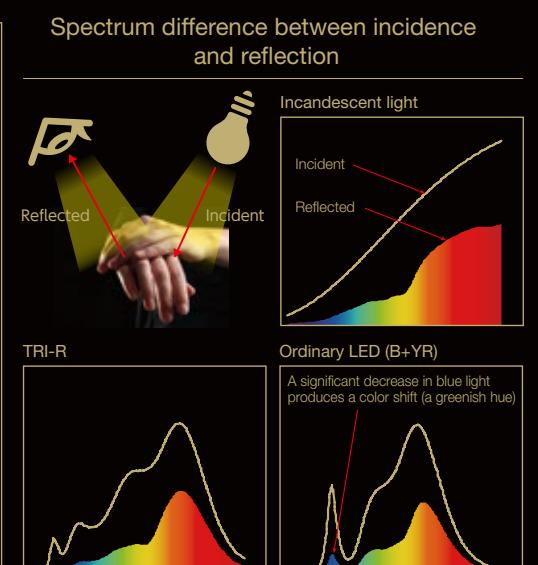 Spectrum difference between incidence
and reflection
Incandescent light
Incident
Reflected
Reflected
Incident
TRI-R
Ordinary LED (B+YR)
A significant decrease in blue light
produces a color shift (a greenish hue)